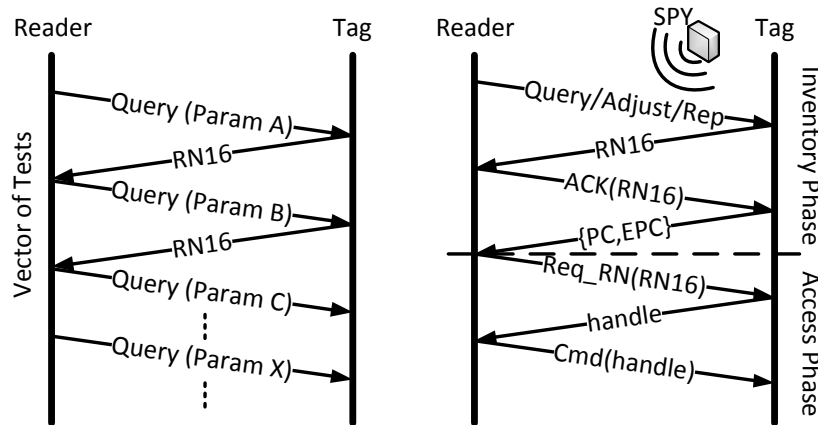 Reader
Tag
Vector of Tests
Query (Param A)
RN16
Query (Param B)
RN16
Query (Param C)
Query (Param X)
Reader
SPY
Tag
Inventory Phase
Query/Adjust/Rep
RN16
ACK(RN16)
{PC,EPC}
Access Phase
Req_RN(RN16)
handle
Cmd(handle)